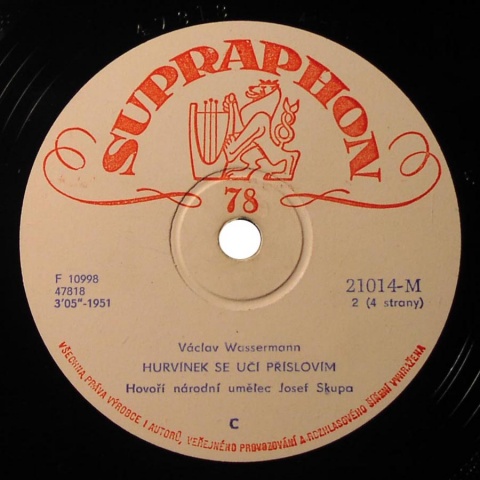 SUPRAPHON
78
F 10998
47818
3'05"-1951
21014-M
2 (4 strany)
Václav Wassermann
HURVÍNEK SE UČÍ PŘÍSLOVÍM
Hovoří národní umělec Josef Skupa
C
VŠECHNA PRÁVA VÝROBCE I AUTORŮ, VEŘEJNÉHO PROVOZOVÁNÍ A ROZHLASOVÉHO ŠÍŘENÍ VYHRAŽENA